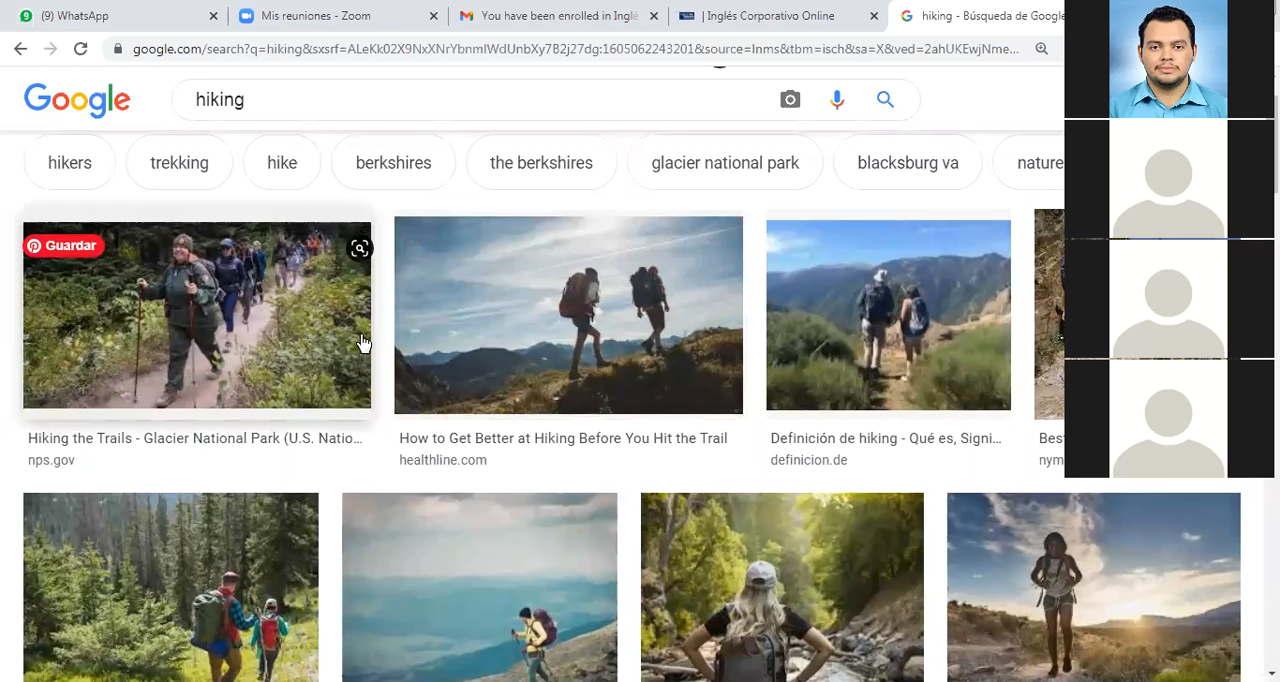 (9) WhatsApp
Mis reuniones - Zoom
You have been enrolled in Inglé
| Inglés Corporativo Online
hiking - Búsqueda de Google
google.com/search?q=hiking&sxsrf=ALeKk02X9NxXNrYbnmlWdUnbXy7B2j27dg:1605062243201&source=lnms&tbm=isch&sa=X&ved=2ahUKEwjNme...
Google
hiking
hikers
trekking
hike
berkshires
the berkshires
glacier national park
blacksburg va
nature
Guardar
Hiking the Trails - Glacier National Park (U.S. Natio...
nps.gov
How to Get Better at Hiking Before You Hit the Trail
healthline.com
Definición de hiking - Qué es, Signi...
definicion.de
Bes
nym